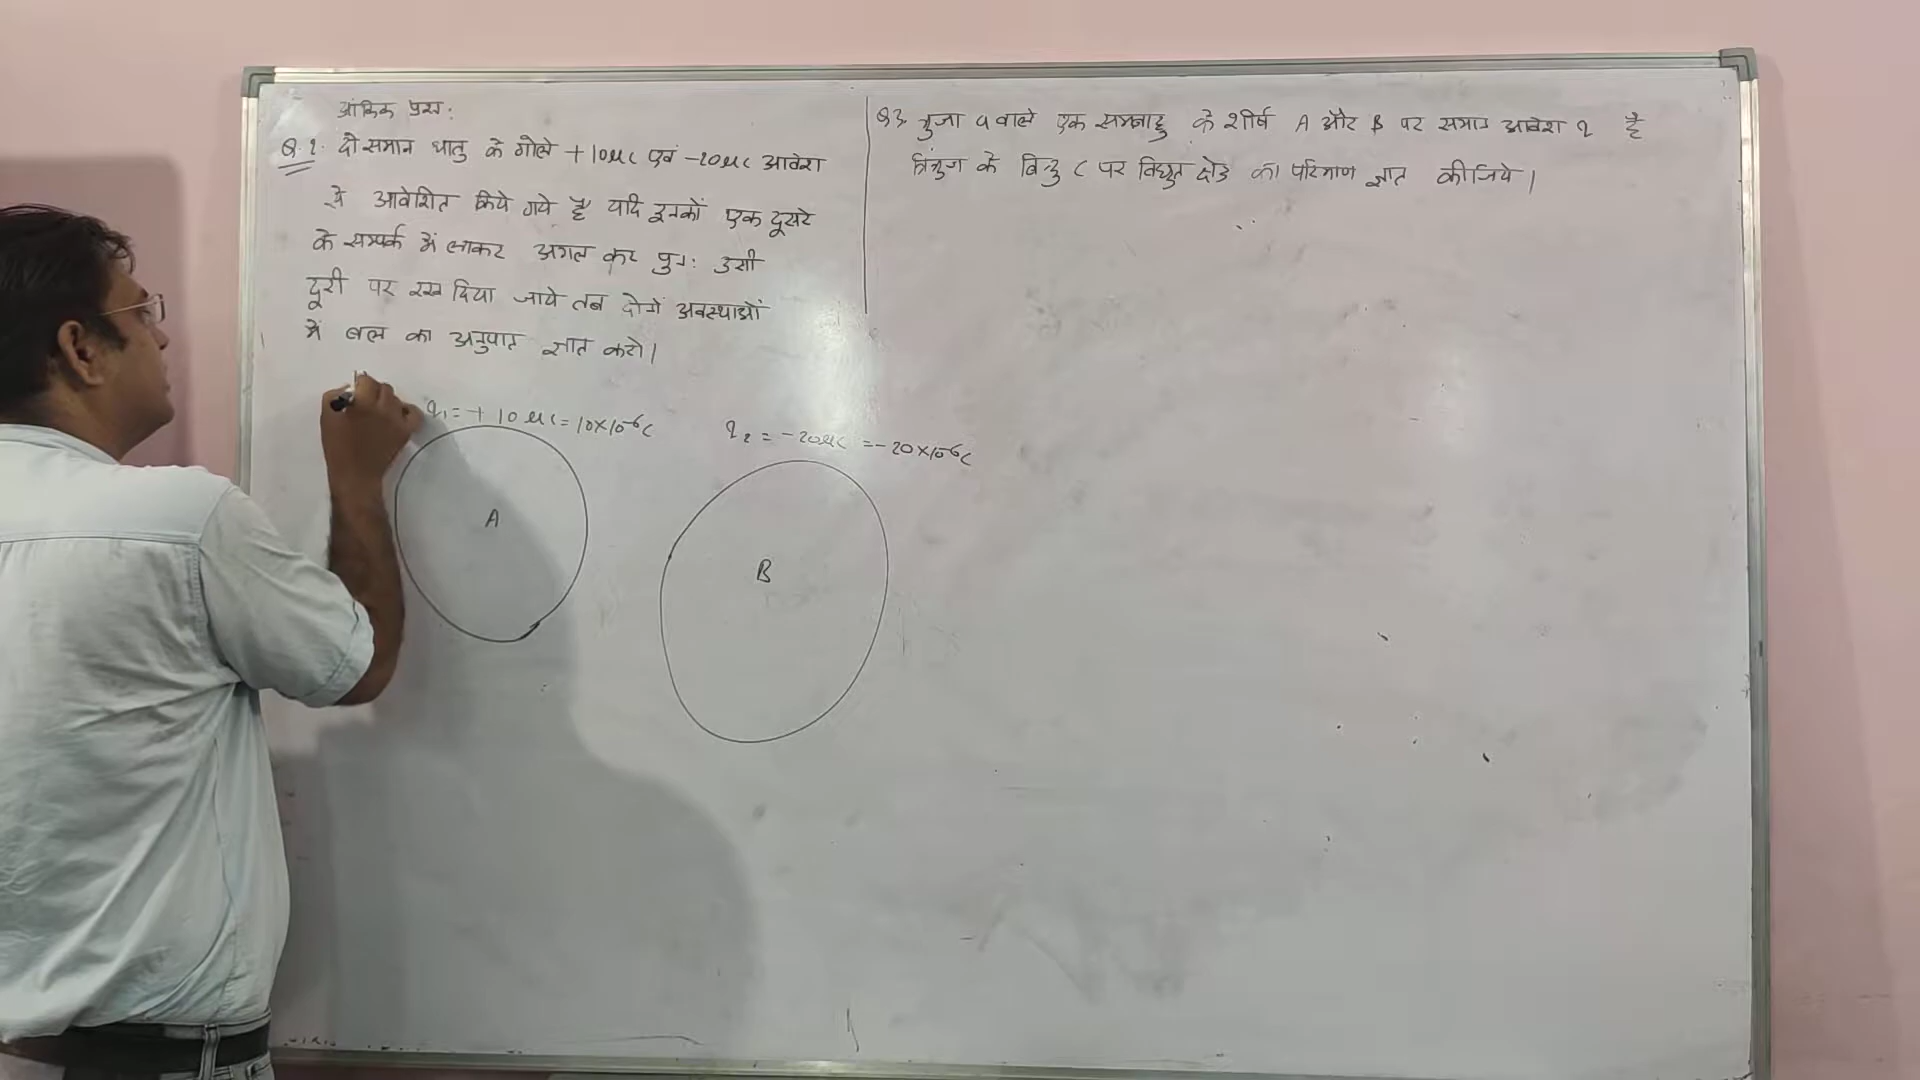 आंकिक प्रश्न:
Q.1. दो समान धातु के गोले +10μC एवं -20μC आवेश
से आवेशित किये गये है यदि इनकों एक दूसरे
के सम्पर्क में लाकर अगल कर पुनः उसी
दूरी पर रख दिया जाये तब दोनों अवस्थाओं
में बल का अनुपात ज्ञात करो।
q₁ = +10μC = 10×10⁻⁶C
q₂ = -20μC = -20×10⁻⁶C
A
B
Q2. भुजा a वाले एक समबाहु के शीर्ष A और B पर समान आवेश q है
त्रिभुज के बिन्दु C पर विद्युत क्षेत्र का परिमाण ज्ञात कीजिये।